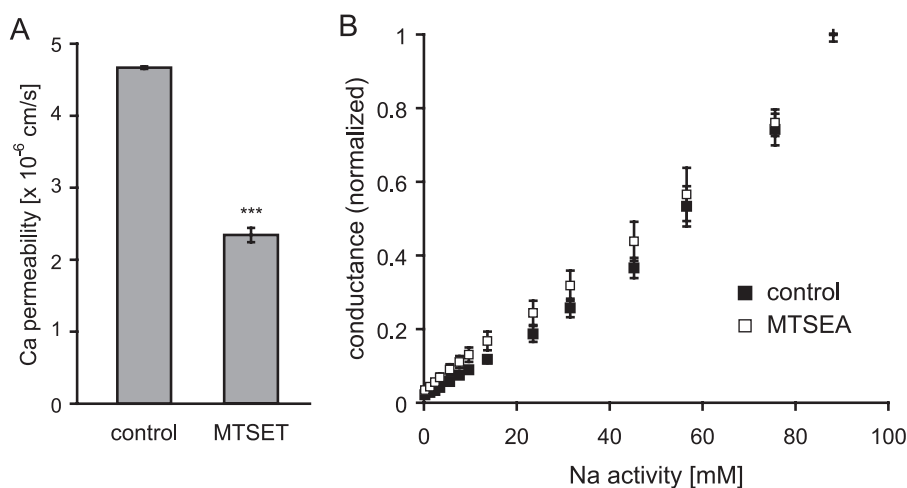 A
Ca permeability [x 10-6 cm/s]
5
4
3
2
1
0
***
control
MTSET
B
conductance (normalized)
1
0.8
0.6
0.4
0.2
0
control
MTSEA
0
20
40
60
80
100
Na activity [mM]